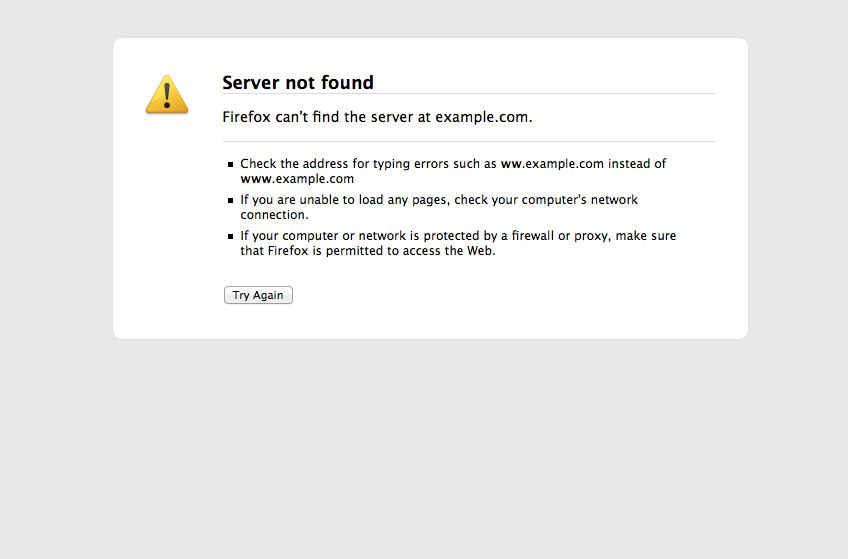 Server not found
Firefox can't find the server at example.com.
Check the address for typing errors such as ww.example.com instead of
www.example.com
If you are unable to load any pages, check your computer's network
connection.
If your computer or network is protected by a firewall or proxy, make sure
that Firefox is permitted to access the Web.
Try Again